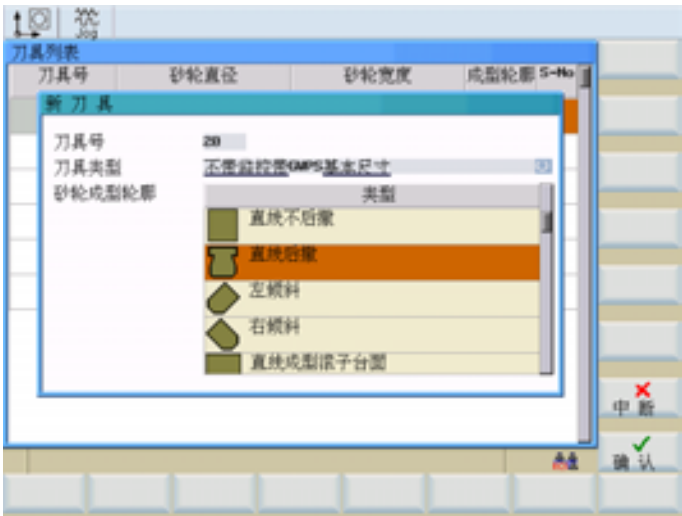 Jog
刀具列表
刀具号 砂轮直径 砂轮宽度 成型轮廓 S-No
新 刀 具
刀具号 20
刀具类型 不带监控带GWPS基本尺寸
砂轮成型轮廓 类型
直线不后撤
直线后撤
左倾斜
右倾斜
直线成型滚子台面
中 断
确 认